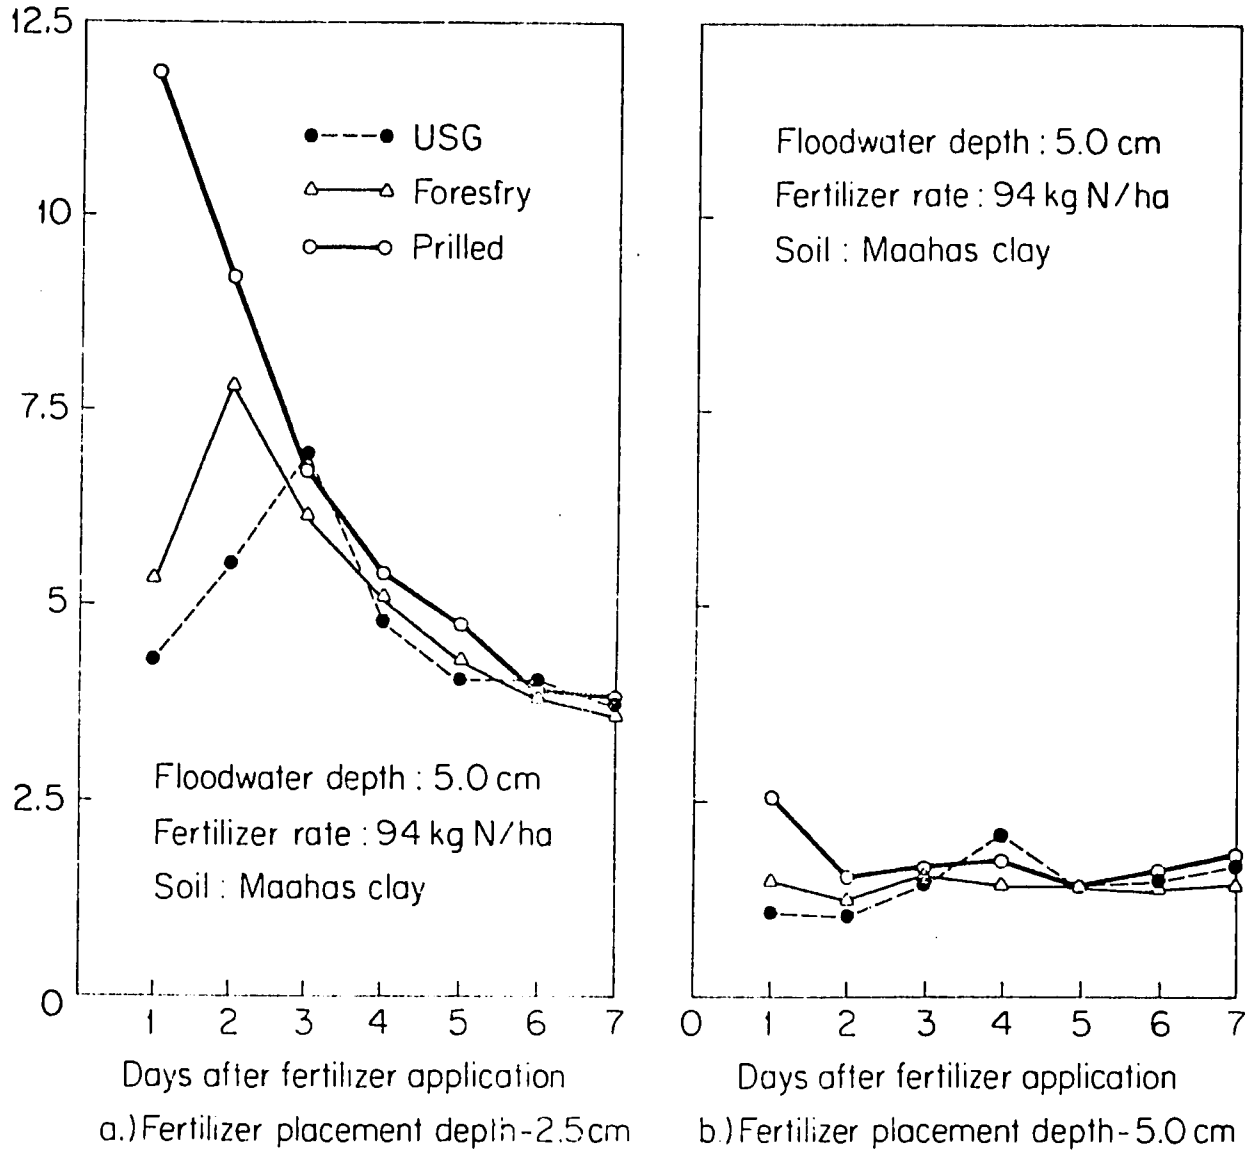 12.5
10
7.5
5
2.5
0
USG
Foresfry
Prilled
Floodwater depth : 5.0 cm
Fertilizer rate : 94 kg N/ha
Soil : Maahas clay
1 2 3 4 5 6 7
Days after fertilizer application
a.) Fertilizer placement depth-2.5cm
Floodwater depth : 5.0 cm
Fertilizer rate : 94 kg N/ha
Soil : Maahas clay
0 1 2 3 4 5 6 7
Days after fertilizer application
b.) Fertilizer placement depth-5.0 cm